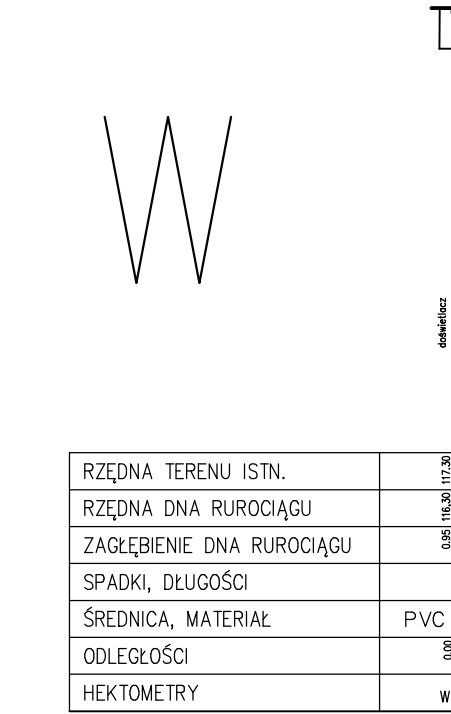 W
doświetlacz
RZĘDNA TERENU ISTN. 117.30
RZĘDNA DNA RUROCIĄGU 116,30
ZAGŁĘBIENIE DNA RUROCIĄGU 0.95
SPADKI, DŁUGOŚCI
ŚREDNICA, MATERIAŁ PVC
ODLEGŁOŚCI 0.00
HEKTOMETRY W